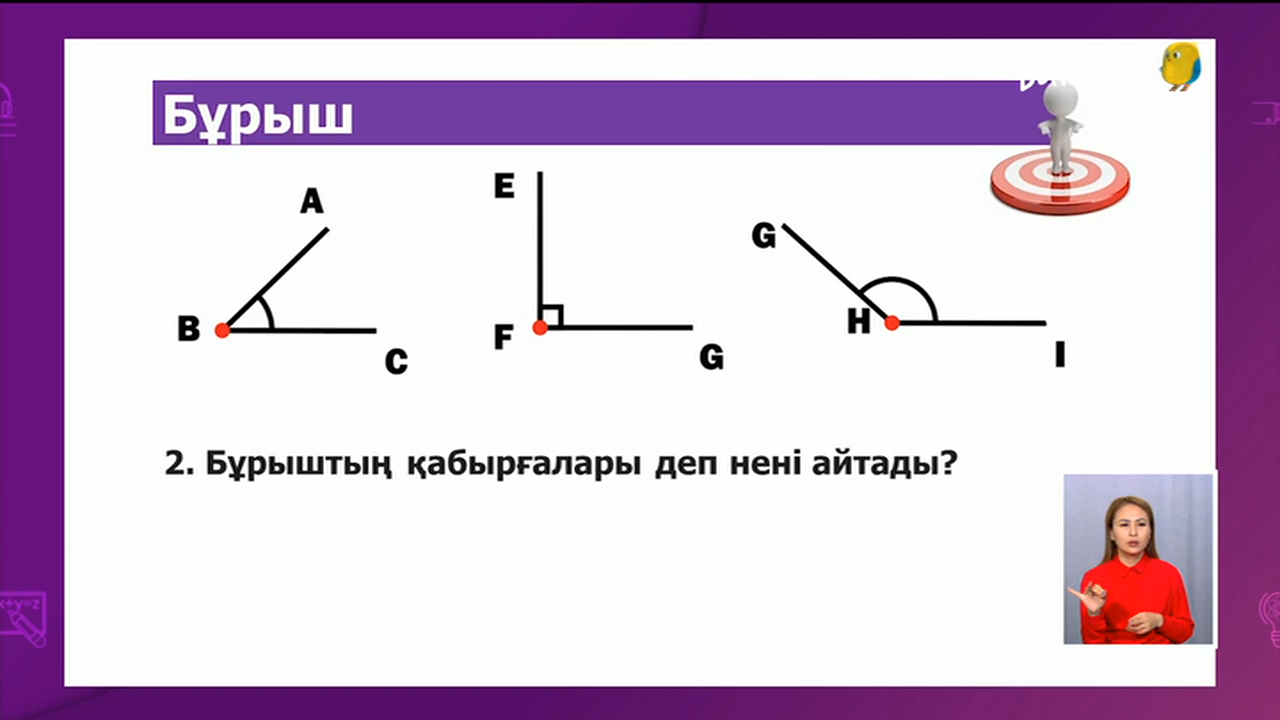 Бұрыш
A
B
C
E
F
G
G
H
I
2. Бұрыштың қабырғалары деп нені айтады?
x+y=z